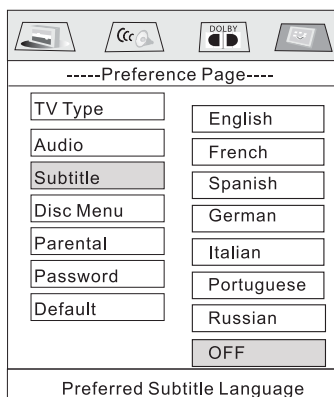 DOLBY
-----Preference Page----
TV Type
Audio
Subtitle
Disc Menu
Parental
Password
Default
English
French
Spanish
German
Italian
Portuguese
Russian
OFF
Preferred Subtitle Language